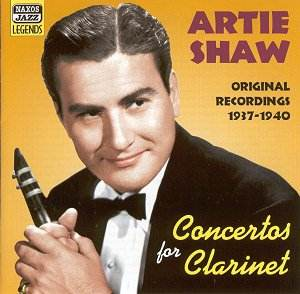 NAXOS
JAZZ
LEGENDS
ARTIE
SHAW
ORIGINAL
RECORDINGS
1937-1940
Concertos
for
Clarinet